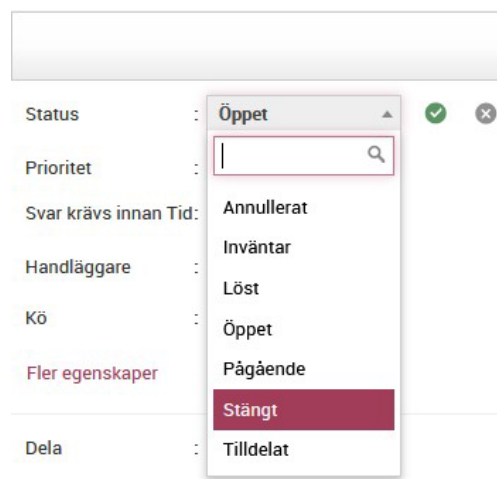 Status : Öppet
Prioritet :
Svar krävs innan Tid:
Handläggare :
Kö :
Fler egenskaper
Dela :
Annullerat
Inväntar
Löst
Öppet
Pågående
Stängt
Tilldelat